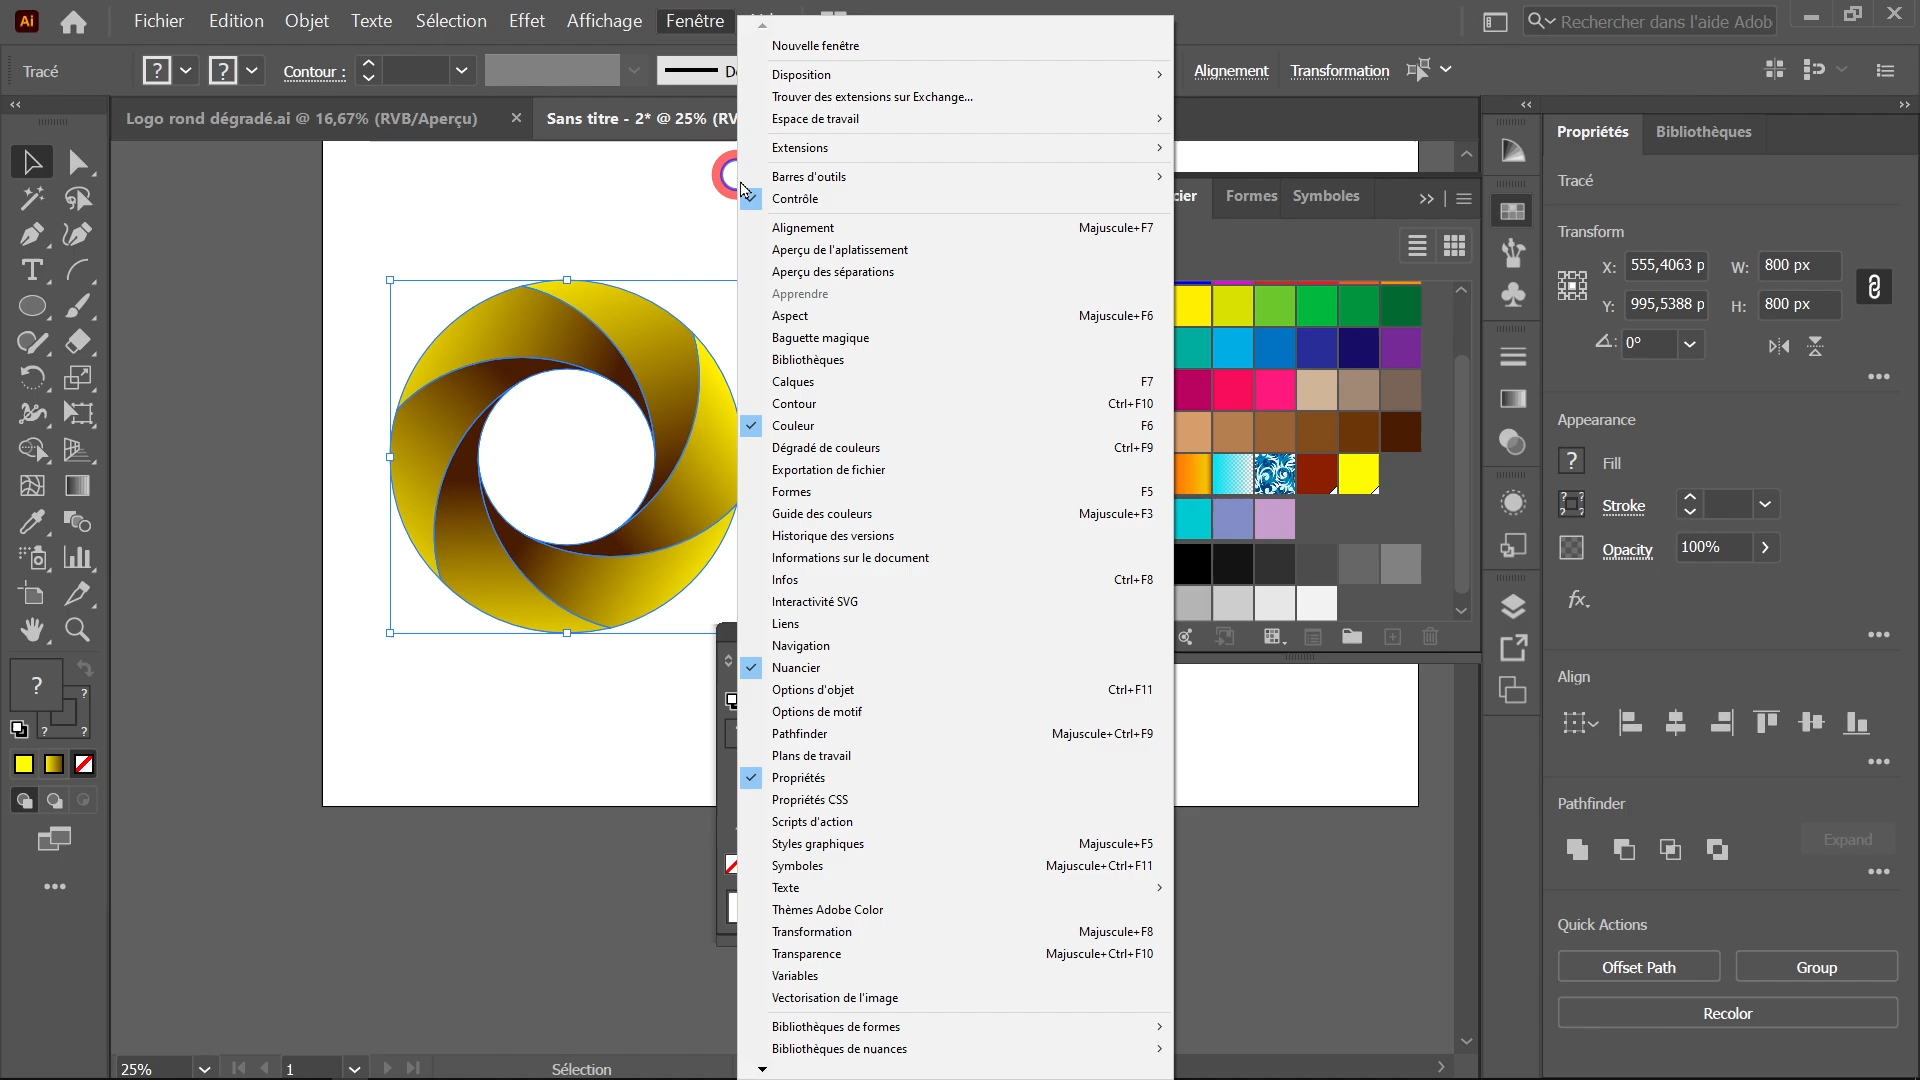 Ai
Fichier Edition Objet Texte Sélection Effet Affichage Fenêtre
Rechercher dans l'aide Adob
Tracé
? ? Contour :
Alignement Transformation
Logo rond dégradé.ai @ 16,67% (RVB/Aperçu)
Sans titre - 2* @ 25% (RV
Nouvelle fenêtre
Disposition
Trouver des extensions sur Exchange...
Espace de travail
Extensions
Barres d'outils
Contrôle
Alignement Majuscule+F7
Aperçu de l'aplatissement
Aperçu des séparations
Apprendre
Aspect Majuscule+F6
Baguette magique
Bibliothèques
Calques F7
Contour Ctrl+F10
Couleur F6
Dégradé de couleurs Ctrl+F9
Exportation de fichier
Formes F5
Guide des couleurs Majuscule+F3
Historique des versions
Informations sur le document
Infos Ctrl+F8
Interactivité SVG
Liens
Navigation
Nuancier
Options d'objet Ctrl+F11
Options de motif
Pathfinder Majuscule+Ctrl+F9
Plans de travail
Propriétés
Propriétés CSS
Scripts d'action
Styles graphiques Majuscule+F5
Symboles Majuscule+Ctrl+F11
Texte
Thèmes Adobe Color
Transformation Majuscule+F8
Transparence Majuscule+Ctrl+F10
Variables
Vectorisation de l'image
Bibliothèques de formes
Bibliothèques de nuances
cier Formes Symboles
Propriétés Bibliothèques
Tracé
Transform
X: 555,4063 p W: 800 px
Y: 995,5388 p H: 800 px
0°
Appearance
? Fill
Stroke
Opacity 100%
fx.
Align
Pathfinder
Expand
Quick Actions
Offset Path Group
Recolor
?
?
? ?
25% 1 Sélection